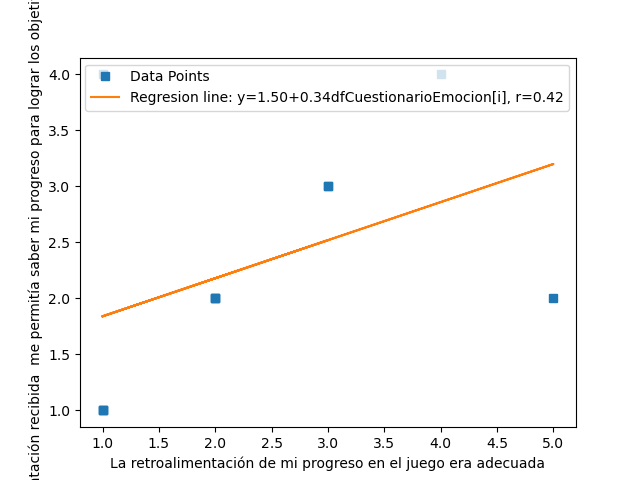 Data Points
Regresion line: y=1.50+0.34dfCuestionarioEmocion[i], r=0.42
4.0
3.5
3.0
2.5
2.0
1.5
1.0
recibida me permitía saber mi progreso para lograr los
1.0 1.5 2.0 2.5 3.0 3.5 4.0 4.5 5.0
La retroalimentación de mi progreso en el juego era adecuada